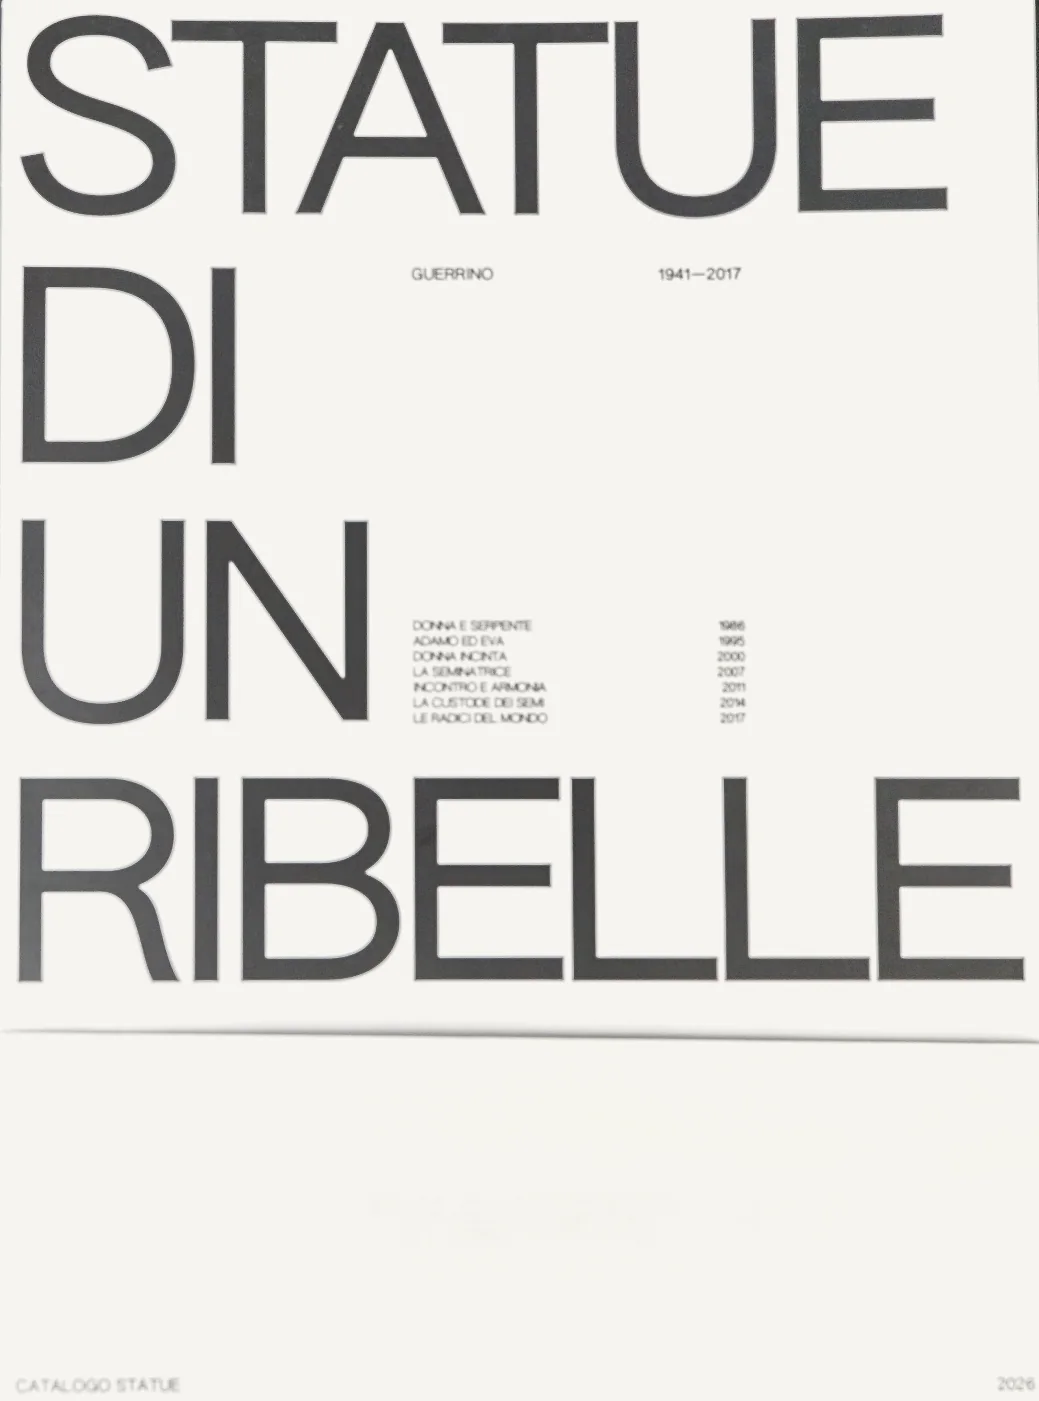 STATUE
DI
GUERRINO 1941—2017
UN
DONNA E SERPENTE 1986
ADAMO ED EVA 1995
DONNA INCINTA 2000
LA SEMINATRICE 2007
INCONTRO E ARMONIA 2011
LA CUSTODE DEI SEMI 2014
LE RADICI DEL MONDO 2017
RIBELLE
CATALOGO STATUE 2026